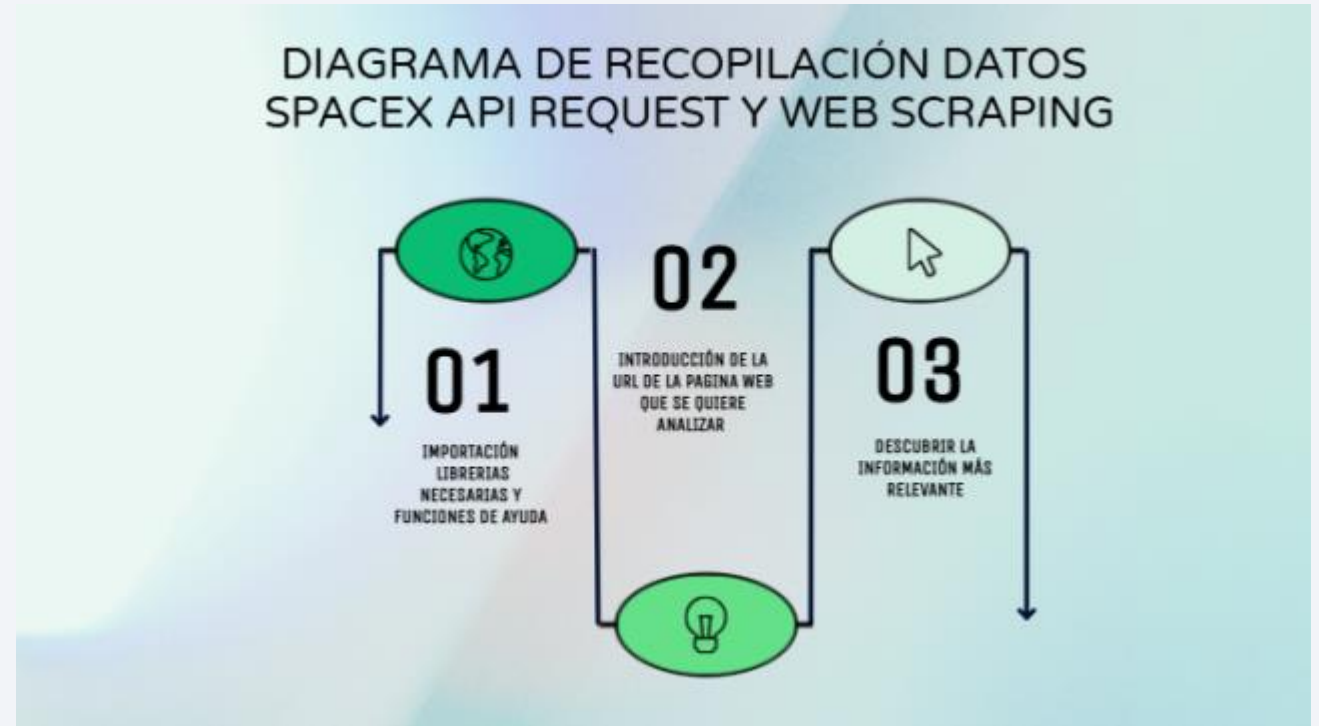 DIAGRAMA DE RECOPILACIÓN DATOS
SPACEX API REQUEST Y WEB SCRAPING
01
IMPORTACIÓN
LIBRERIAS
NECESARIAS Y
FUNCIONES DE AYUDA
02
INTRODUCCIÓN DE LA
URL DE LA PAGINA WEB
QUE SE QUIERE
ANALIZAR
03
DESCUBRIR LA
INFORMACIÓN MÁS
RELEVANTE